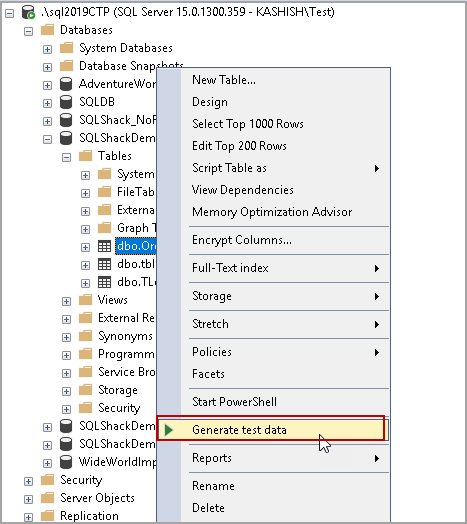 .\sql2019CTP (SQL Server 15.0.1300.359 - KASHISH\Test)
Databases
System Databases
Database Snapshots
AdventureWor
SQLDB
SQLShack_NoF
SQLShackDem
Tables
System
FileTab
Externa
Graph T
dbo.Ord
dbo.tbl
dbo.TLo
Views
External Re
Synonyms
Programm
Service Bro
Storage
Security
SQLShackDem
SQLShackDem
WideWorldImp
Security
Server Objects
Replication
New Table...
Design
Select Top 1000 Rows
Edit Top 200 Rows
Script Table as
View Dependencies
Memory Optimization Advisor
Encrypt Columns...
Full-Text index
Storage
Stretch
Policies
Facets
Start PowerShell
Generate test data
Reports
Rename
Delete